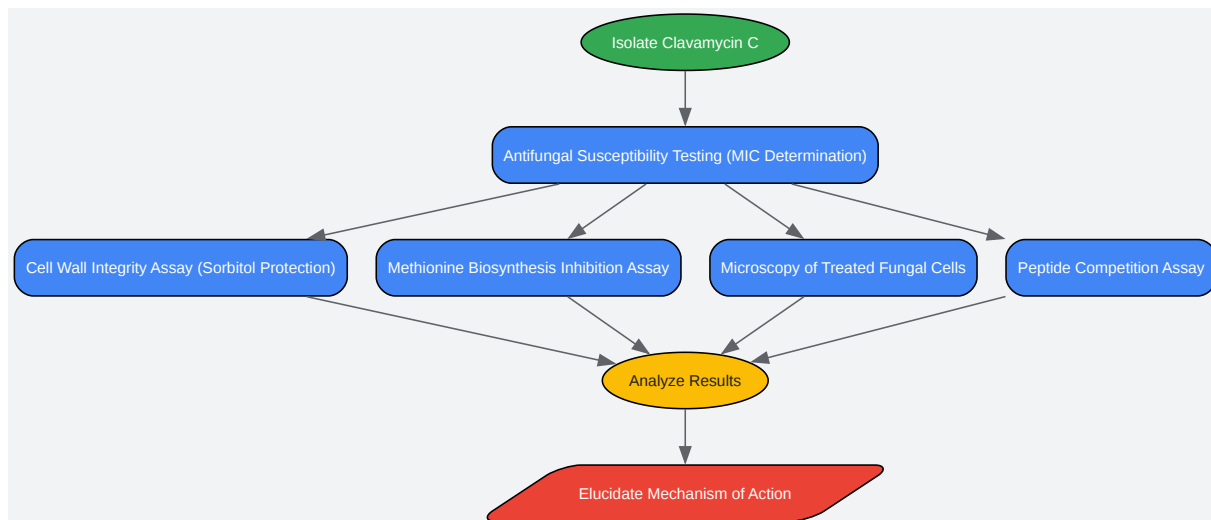 Isolate Clavamycin C
Antifungal Susceptibility Testing (MIC Determination)
Cell Wall Integrity Assay (Sorbitol Protection)
Methionine Biosynthesis Inhibition Assay
Microscopy of Treated Fungal Cells
Peptide Competition Assay
Analyze Results
Elucidate Mechanism of Action